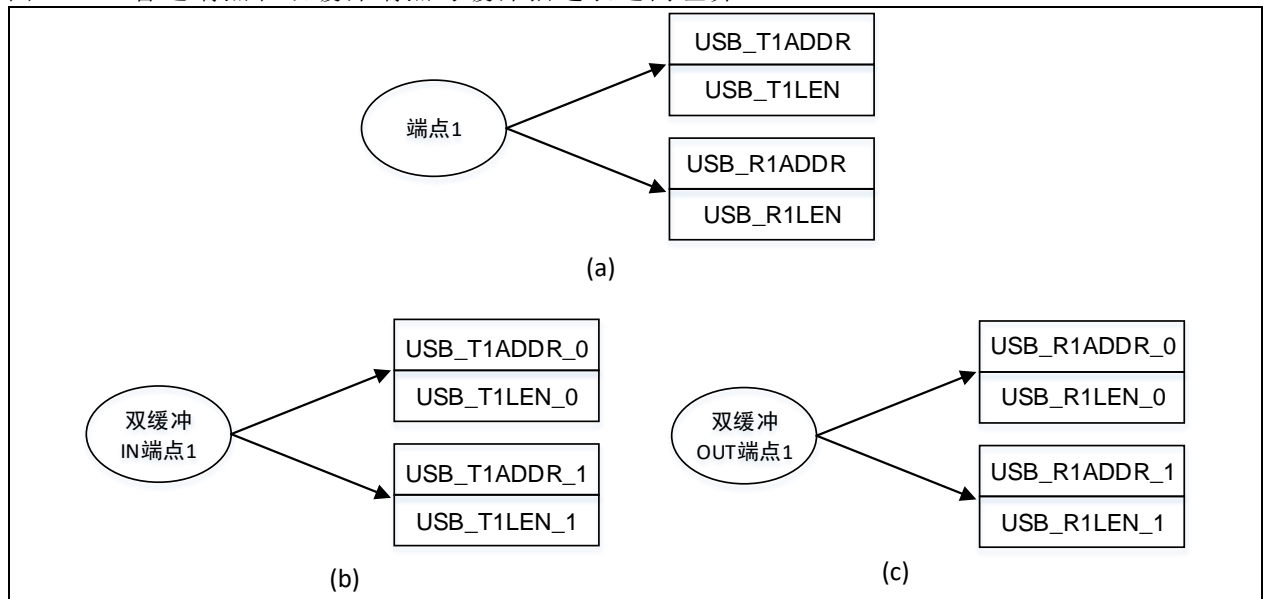 USB_T1ADDR
USB_T1LEN
端点1
USB_R1ADDR
USB_R1LEN
(a)
USB_T1ADDR_0
USB_T1LEN_0
双缓冲
IN端点1
USB_T1ADDR_1
USB_T1LEN_1
(b)
USB_R1ADDR_0
USB_R1LEN_0
双缓冲
OUT端点1
USB_R1ADDR_1
USB_R1LEN_1
(c)